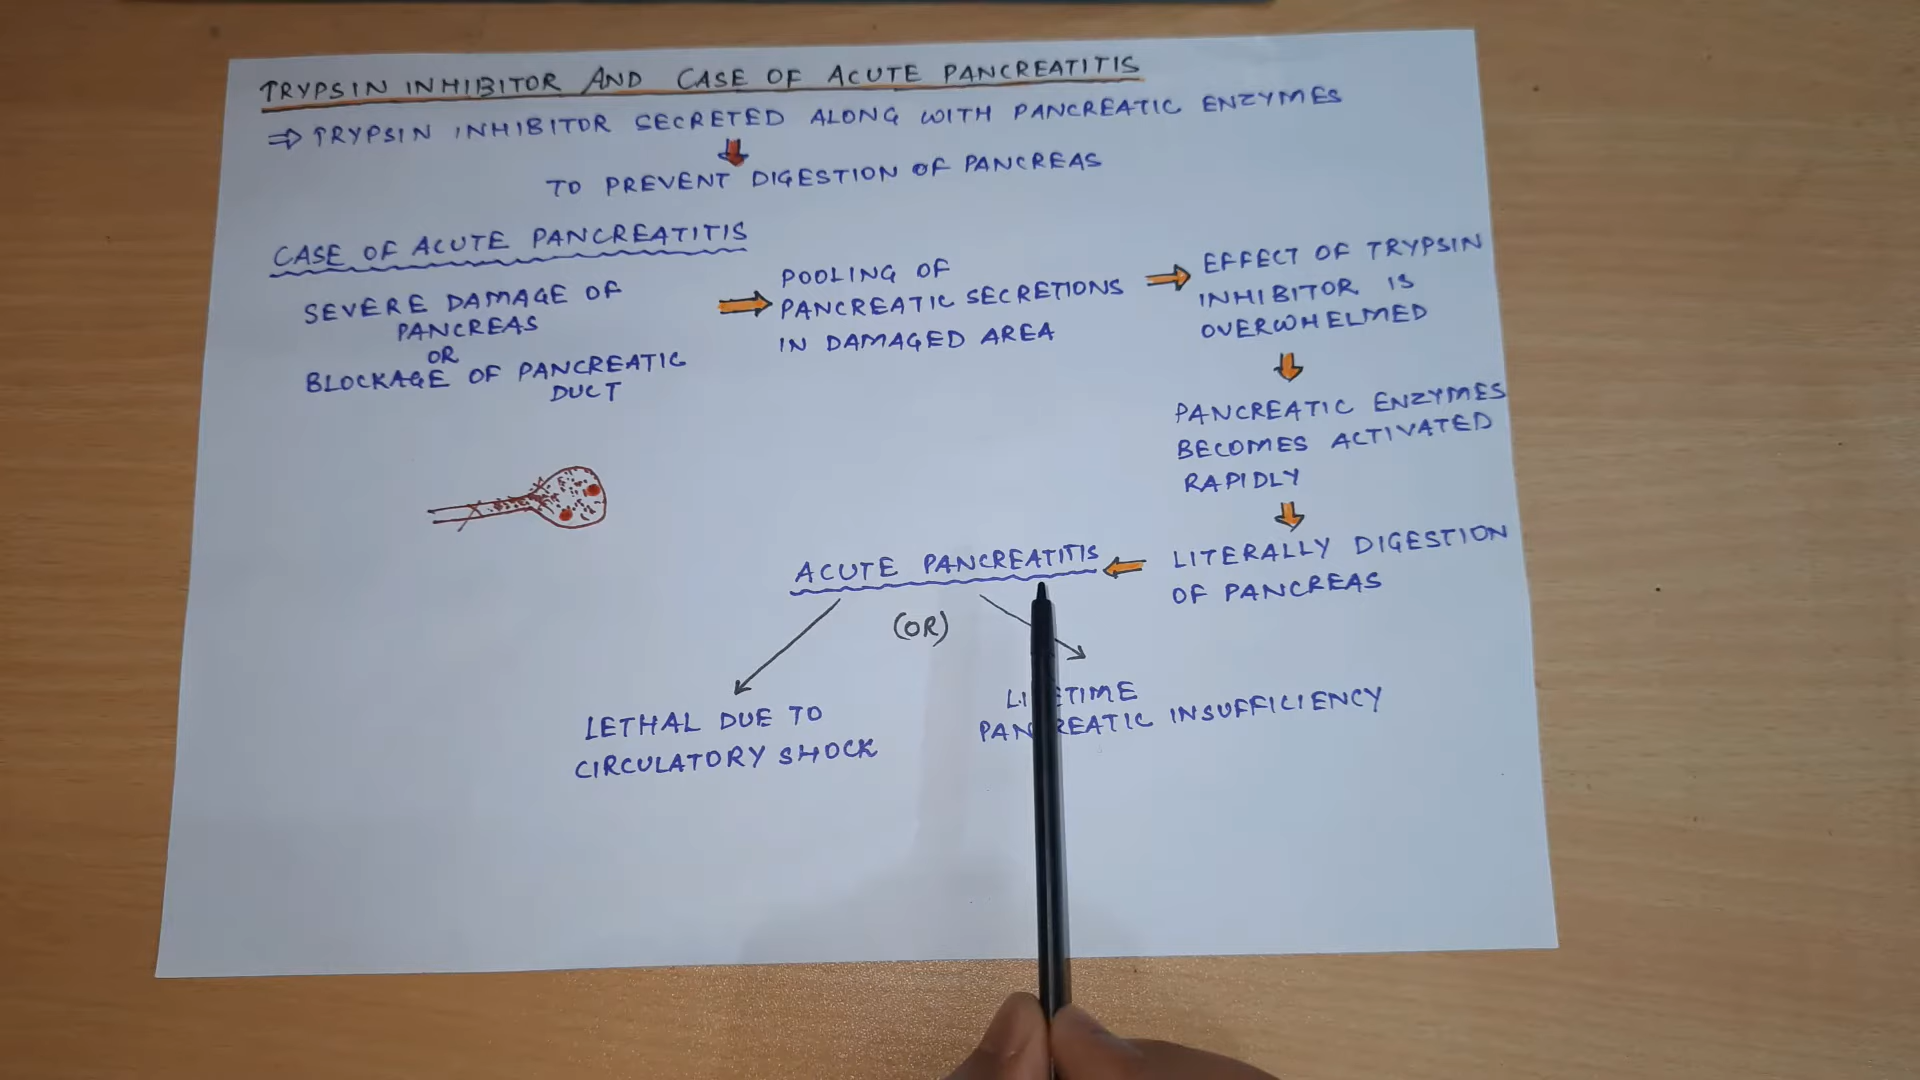 TRYPSIN INHIBITOR AND CASE OF ACUTE PANCREATITIS
⇒ TRYPSIN INHIBITOR SECRETED ALONG WITH PANCREATIC ENZYMES
TO PREVENT DIGESTION OF PANCREAS
CASE OF ACUTE PANCREATITIS
SEVERE DAMAGE OF
PANCREAS
OR
BLOCKAGE OF PANCREATIC
DUCT
POOLING OF
PANCREATIC SECRETIONS
IN DAMAGED AREA
EFFECT OF TRYPSIN
INHIBITOR IS
OVERWHELMED
PANCREATIC ENZYMES
BECOMES ACTIVATED
RAPIDLY
LITERALLY DIGESTION
OF PANCREAS
ACUTE PANCREATITIS
(OR)
LETHAL DUE TO
CIRCULATORY SHOCK
LIFETIME
PANCREATIC INSUFFICIENCY